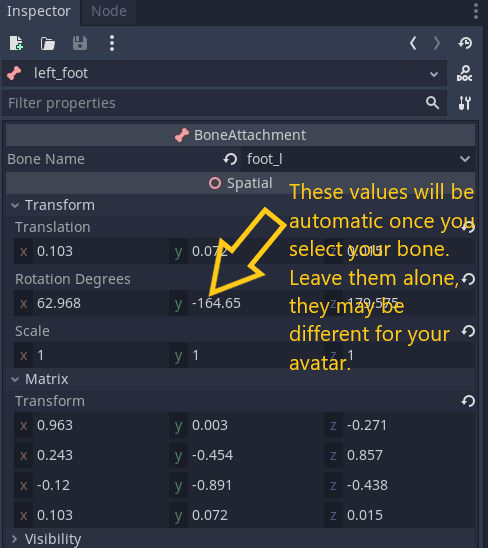 Inspector
Node
left_foot
Filter properties
BoneAttachment
Bone Name foot_l
Spatial
Transform
Translation
x 0.103 y 0.072 z 0.015
Rotation Degrees
x 62.968 y -164.65 z 179.575
Scale
x 1 y 1 z 1
Matrix
Transform
x 0.963 y 0.003 z -0.271
x 0.243 y -0.454 z 0.857
x -0.12 y -0.891 z -0.438
x 0.103 y 0.072 z 0.015
Visibility
These values will be
automatic once you
select your bone.
Leave them alone,
they may be
different for your
avatar.